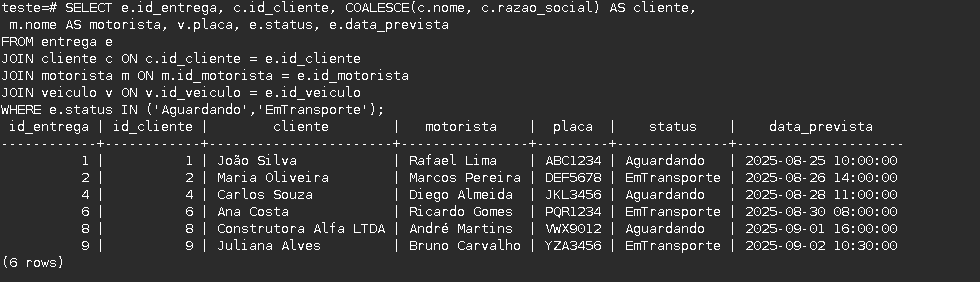 teste=# SELECT e.id_entrega, c.id_cliente, COALESCE(c.nome, c.razao_social) AS cliente,
 m.nome AS motorista, v.placa, e.status, e.data_prevista
FROM entrega e
JOIN cliente c ON c.id_cliente = e.id_cliente
JOIN motorista m ON m.id_motorista = e.id_motorista
JOIN veiculo v ON v.id_veiculo = e.id_veiculo
WHERE e.status IN ('Aguardando','EmTransporte');
 id_entrega | id_cliente |       cliente        |   motorista    |  placa  |    status    |    data_prevista
------------+------------+----------------------+----------------+---------+--------------+---------------------
          1 |          1 | João Silva           | Rafael Lima    | ABC1234 | Aguardando   | 2025-08-25 10:00:00
          2 |          2 | Maria Oliveira       | Marcos Pereira | DEF5678 | EmTransporte | 2025-08-26 14:00:00
          4 |          4 | Carlos Souza         | Diego Almeida  | JKL3456 | Aguardando   | 2025-08-28 11:00:00
          6 |          6 | Ana Costa            | Ricardo Gomes  | PQR1234 | EmTransporte | 2025-08-30 08:00:00
          8 |          8 | Construtora Alfa LTDA | André Martins  | VWX9012 | Aguardando   | 2025-09-01 16:00:00
          9 |          9 | Juliana Alves        | Bruno Carvalho | YZA3456 | EmTransporte | 2025-09-02 10:30:00
(6 rows)